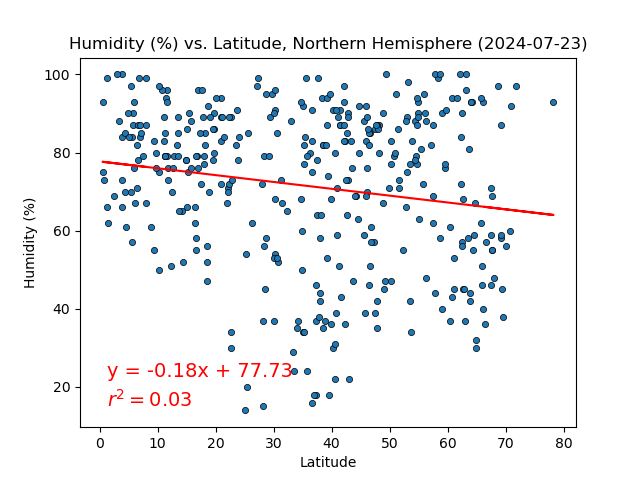 Humidity (%) vs. Latitude, Northern Hemisphere (2024-07-23)
Humidity (%)
100
80
60
40
20
y = -0.18x + 77.73
r² = 0.03
0 10 20 30 40 50 60 70 80
Latitude